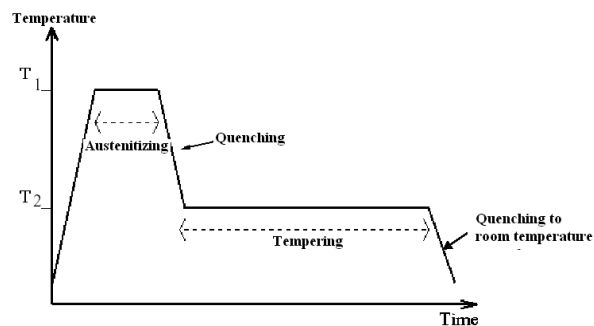 Temperature
T1
Austenitizing
Quenching
T2
Tempering
Quenching to
room temperature
Time